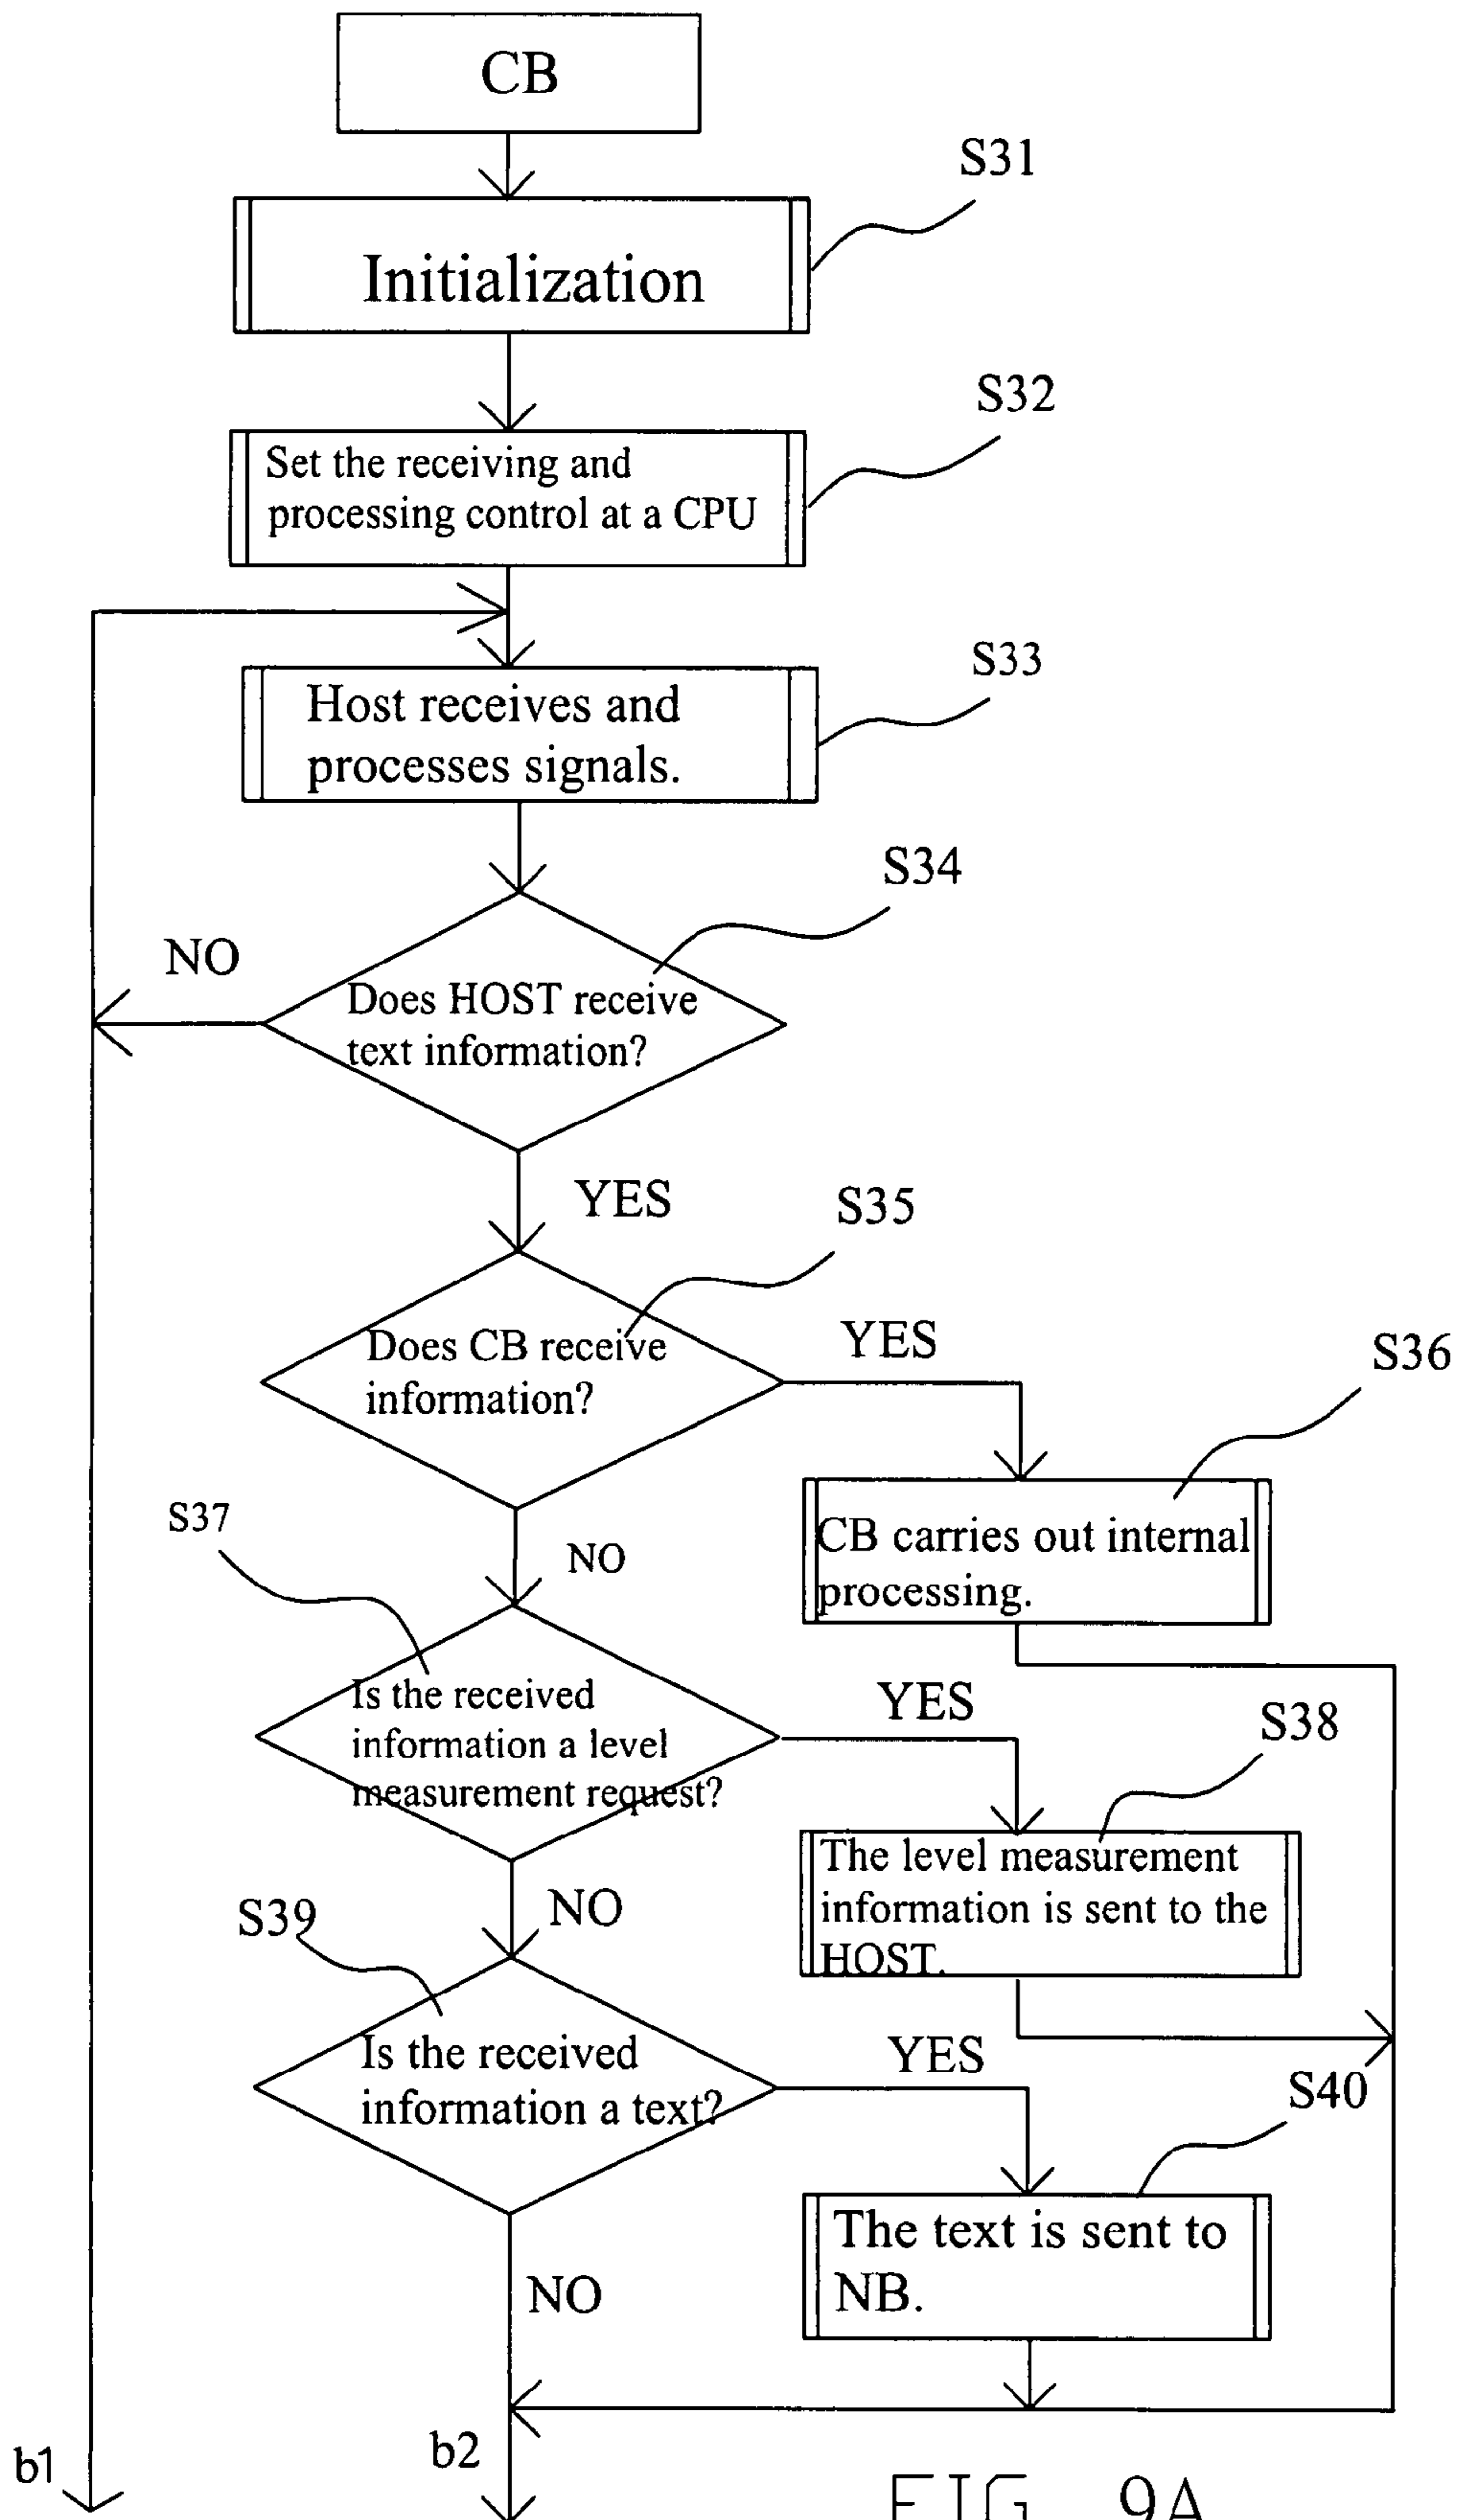 CB
S31
Initialization
S32
Set the receiving and
processing control at a CPU
S33
Host receives and
processes signals.
S34
NO
Does HOST receive
text information?
YES
S35
Does CB receive
information?
YES
S36
CB carries out internal
processing.
S37
NO
Is the received
information a level
measurement request?
YES
S38
The level measurement
information is sent to the
HOST.
S39
NO
Is the received
information a text?
YES
S40
The text is sent to
NB.
NO
b1
b2
FIG 9A